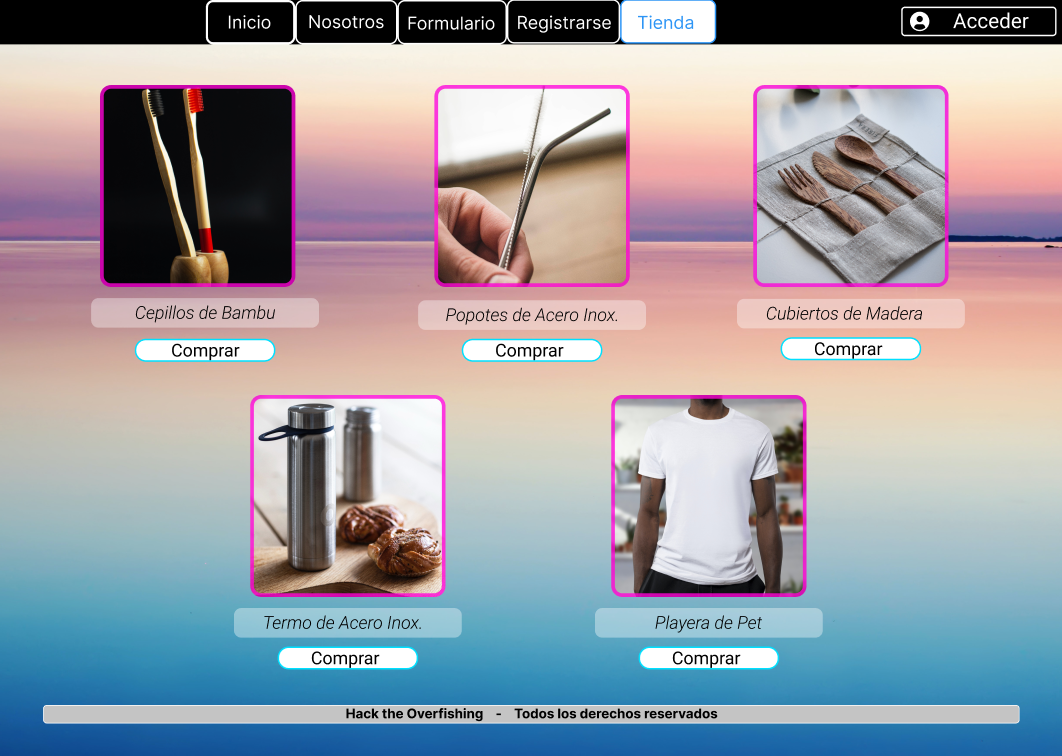 Inicio
Nosotros
Formulario
Registrarse
Tienda
Acceder
Cepillos de Bambu
Popotes de Acero Inox.
Cubiertos de Madera
Comprar
Comprar
Comprar
Termo de Acero Inox.
Playera de Pet
Comprar
Comprar
Hack the Overfishing - Todos los derechos reservados